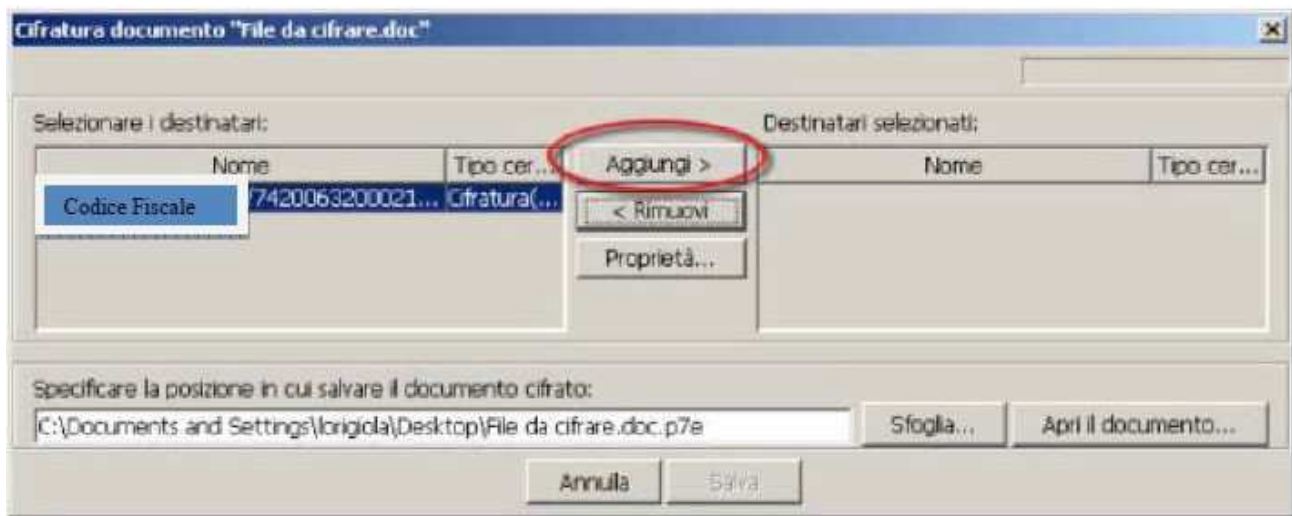 Cifratura documento "File da cifrare.doc"
Selezionare i destinatari:
Destinatari selezionati:
Nome
Tipo cer...
Aggiungi >
Nome
Tipo cer...
Codice Fiscale
7420063200021...
Cifratura(...
< Rimuovi
Proprietà...
Specificare la posizione in cui salvare il documento cifrato:
C:\Documents and Settings\lorigiola\Desktop\File da cifrare.doc.p7e
Sfoglia...
Apri il documento...
Annulla
Salva